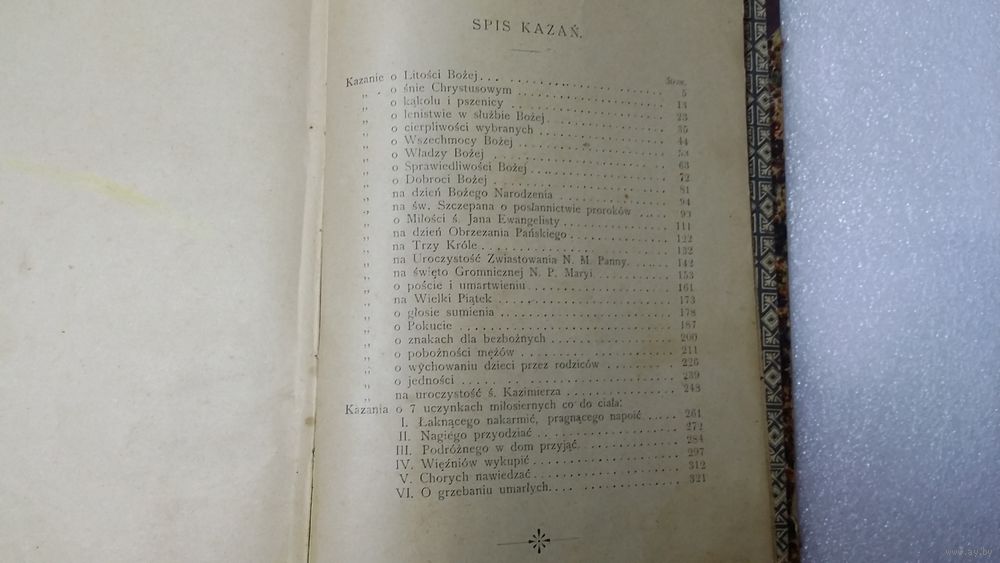 SPIS KAZAŃ.
Stron.
Kazanie o Litości Bożej . . . 5
„ o śnie Chrystusowym . . . 13
„ o kąkolu i pszenicy . . . 23
„ o lenistwie w służbie Bożej . . . 35
„ o cierpliwości wybranych . . . 44
„ o Wszechmocy Bożej . . . 53
„ o Władzy Bożej . . . 63
„ o Sprawiedliwości Bożej . . . 72
„ o Dobroci Bożej . . . 81
„ na dzień Bożego Narodzenia . . . 94
„ na św. Szczepana o posłannictwie proroków . . . 93
„ o Miłości ś. Jana Ewangelisty . . . 111
„ na dzień Obrzezania Pańskiego . . . 122
„ na Trzy Króle . . . 132
„ na Uroczystość Zwiastowania N. M. Panny . . . 142
„ na święto Gromnicznej N. P. Maryi . . . 153
„ o poście i umartwieniu . . . 161
„ na Wielki Piątek . . . 173
„ o głosie sumienia . . . 178
„ o Pokucie . . . 187
„ o znakach dla bezbożnych . . . 200
„ o pobożności mężów . . . 211
„ o wychowaniu dzieci przez rodziców . . . 226
„ o jedności . . . 239
„ na uroczystość ś. Kazimierza . . . 248
Kazania o 7 uczynkach miłosiernych co do ciała:
I. Łaknącego nakarmić, pragnącego napoić . . . 261
II. Nagiego przyodziać . . . 272
III. Podróżnego w dom przyjąć . . . 284
IV. Więźniów wykupić . . . 297
V. Chorych nawiedzać . . . 312
VI. O grzebaniu umarłych . . . 321
www.ay.by